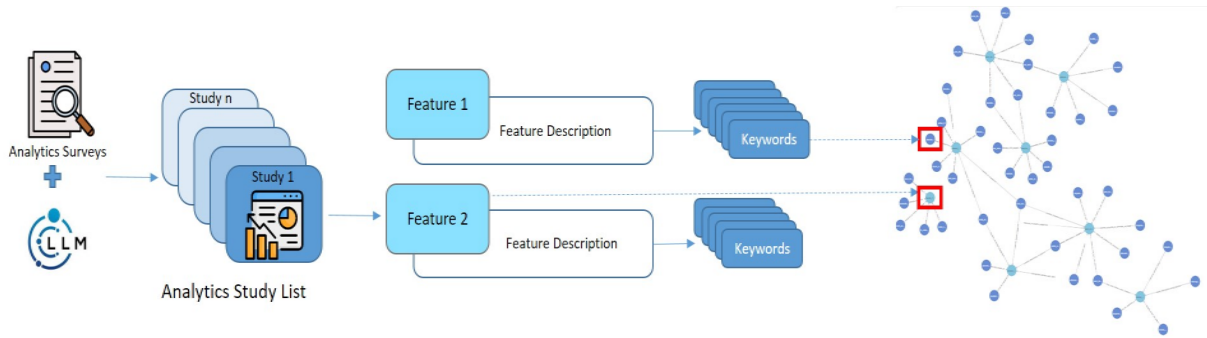 Analytics Surveys
LLM
Study n
Study 1
Analytics Study List
Feature 1
Feature Description
Keywords
Feature 2
Feature Description
Keywords